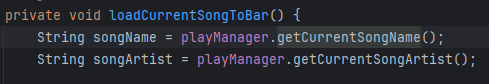 private void loadCurrentSongToBar() {
    String songName = playManager.getCurrentSongName();
    String songArtist = playManager.getCurrentSongArtist();